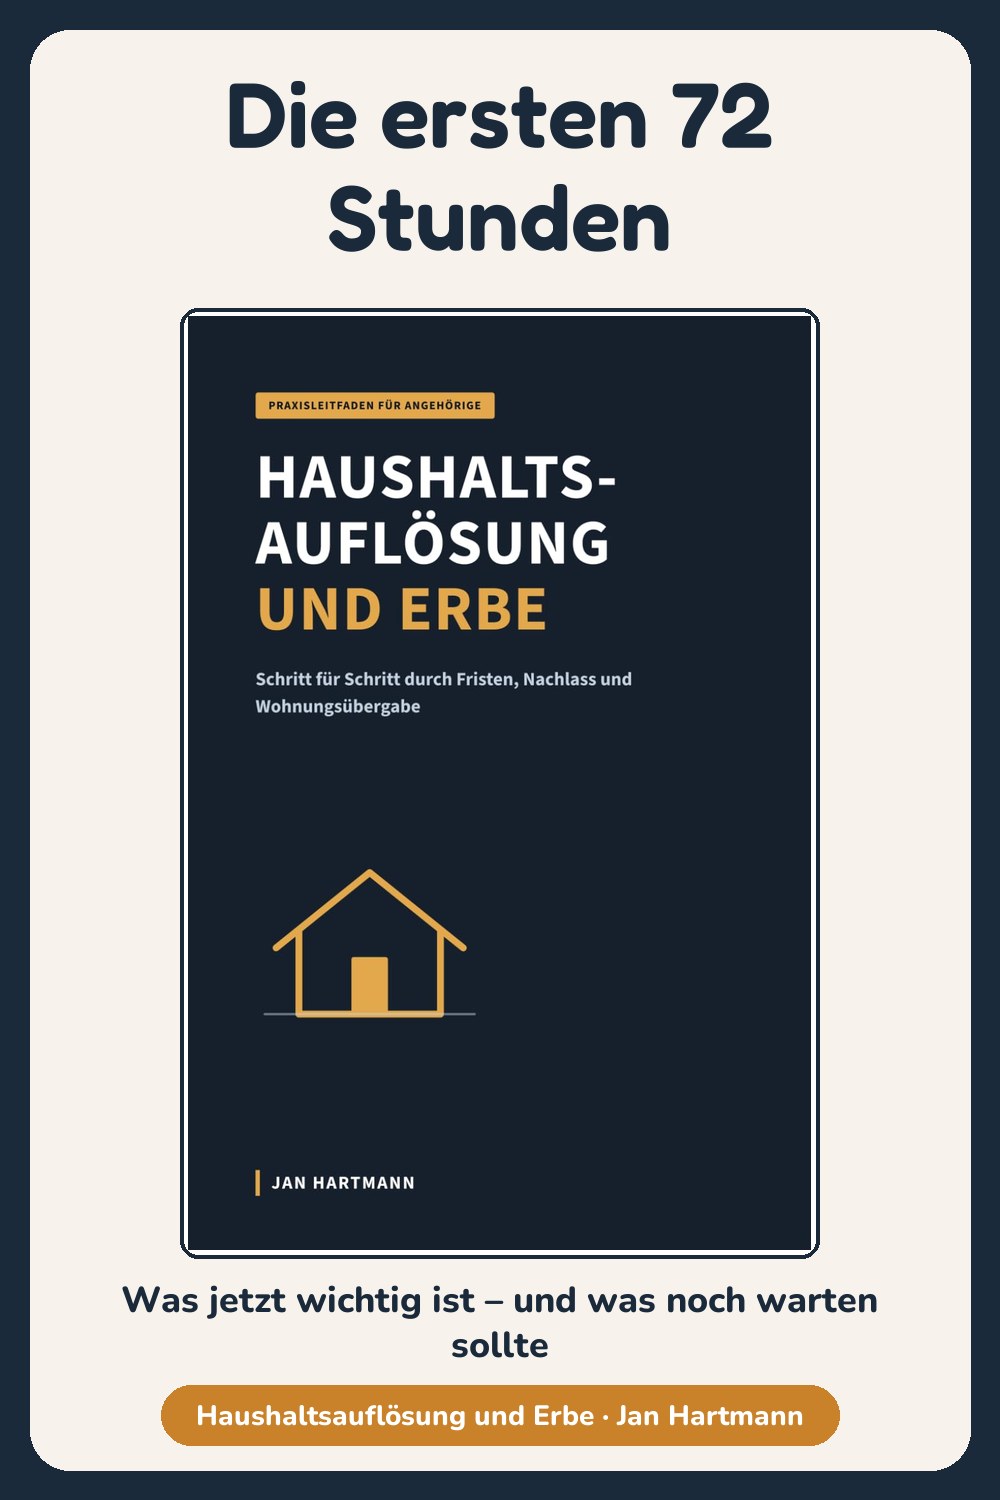 Die ersten 72
Stunden
PRAXISLEITFADEN FÜR ANGEHÖRIGE
HAUSHALTS-
AUFLÖSUNG
UND ERBE
Schritt für Schritt durch Fristen, Nachlass und
Wohnungsübergabe
JAN HARTMANN
Was jetzt wichtig ist – und was noch warten
sollte
Haushaltsauflösung und Erbe · Jan Hartmann